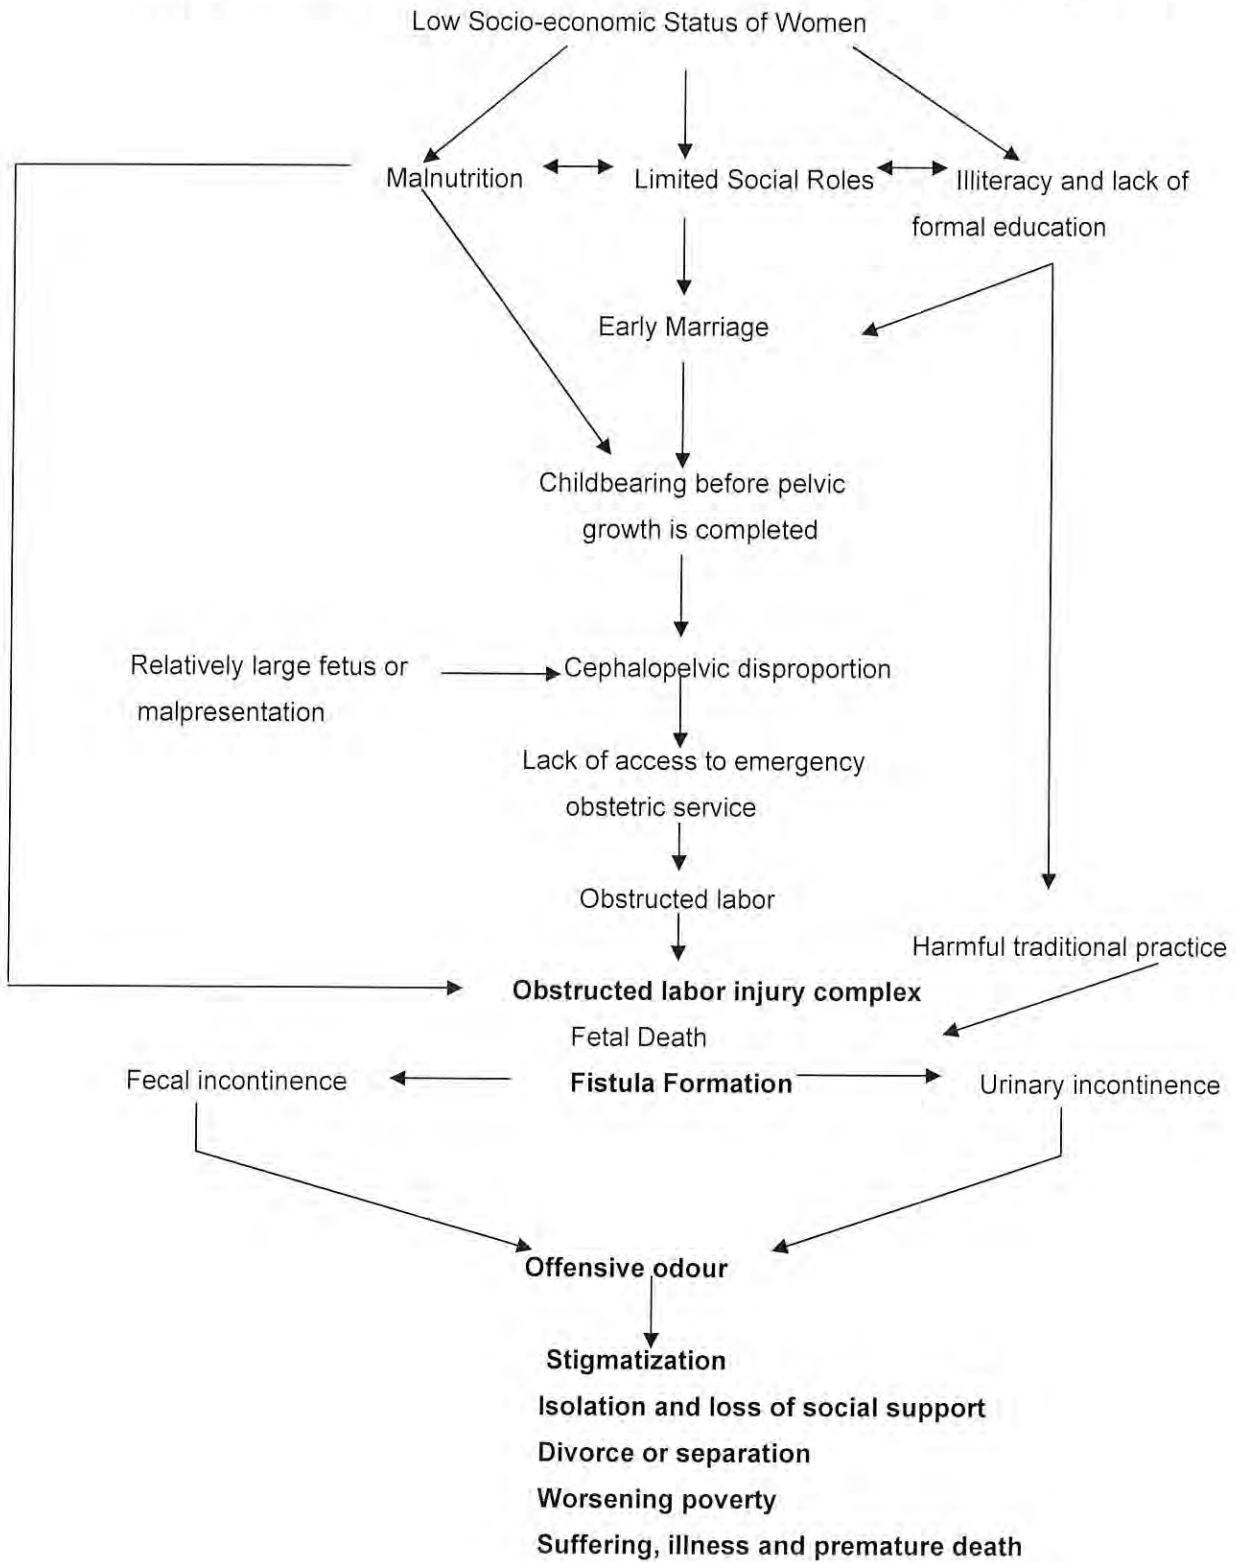 Low Socio-economic Status of Women
Malnutrition
Limited Social Roles
Illiteracy and lack of
formal education
Early Marriage
Childbearing before pelvic
growth is completed
Relatively large fetus or
malpresentation
Cephalopelvic disproportion
Lack of access to emergency
obstetric service
Obstructed labor
Harmful traditional practice
Obstructed labor injury complex
Fetal Death
Fecal incontinence
Fistula Formation
Urinary incontinence
Offensive odour
Stigmatization
Isolation and loss of social support
Divorce or separation
Worsening poverty
Suffering, illness and premature death